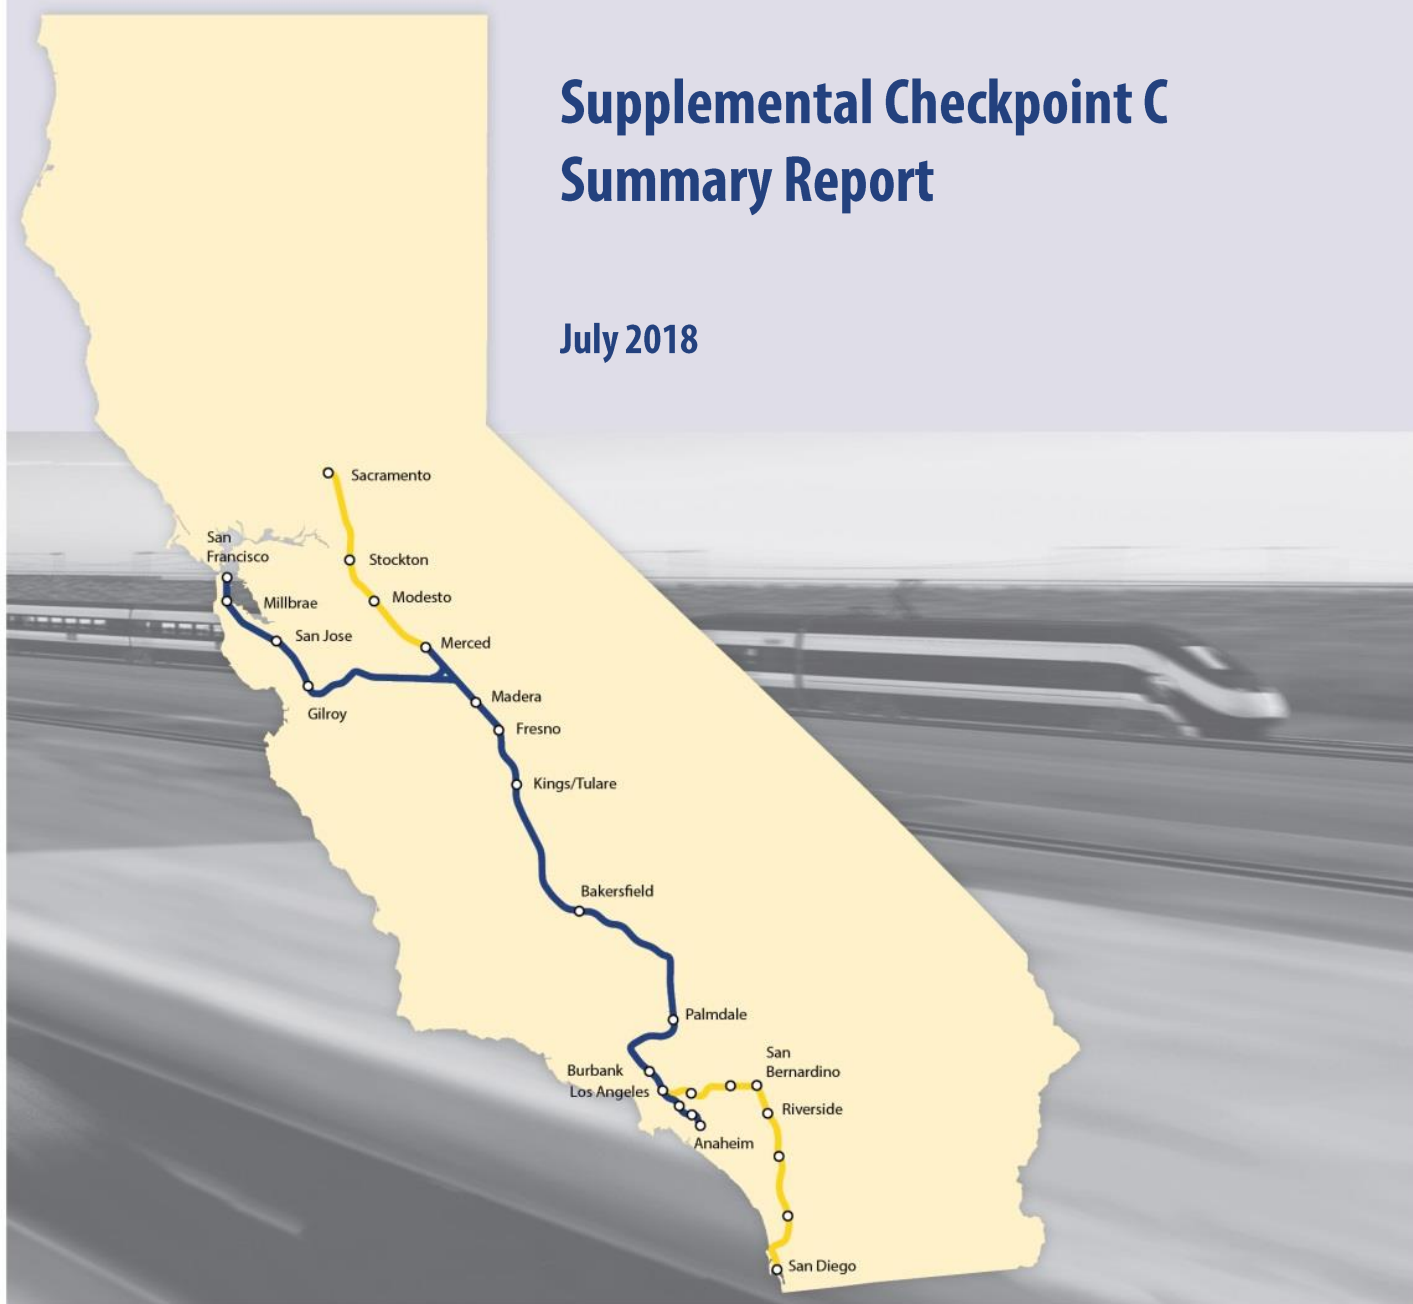 Supplemental Checkpoint C
Summary Report
July 2018
Sacramento
San
Francisco
Stockton
Modesto
Millbrae
San Jose
Merced
Gilroy
Madera
Fresno
Kings/Tulare
Bakersfield
Palmdale
San
Bernardino
Burbank
Los Angeles
Riverside
Anaheim
San Diego